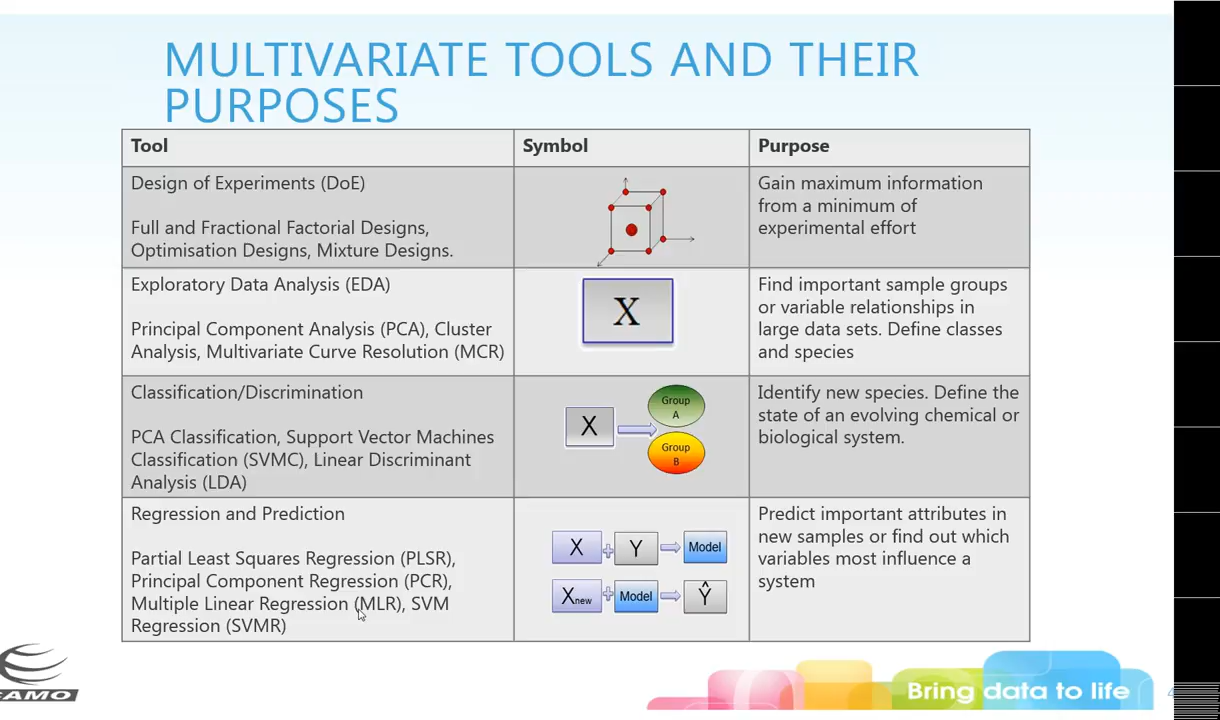 MULTIVARIATE TOOLS AND THEIR
PURPOSES
Tool
Symbol
Purpose
Design of Experiments (DoE)
Full and Fractional Factorial Designs,
Optimisation Designs, Mixture Designs.
Gain maximum information
from a minimum of
experimental effort
Exploratory Data Analysis (EDA)
Principal Component Analysis (PCA), Cluster
Analysis, Multivariate Curve Resolution (MCR)
X
Find important sample groups
or variable relationships in
large data sets. Define classes
and species
Classification/Discrimination
PCA Classification, Support Vector Machines
Classification (SVMC), Linear Discriminant
Analysis (LDA)
X
Group
A
Group
B
Identify new species. Define the
state of an evolving chemical or
biological system.
Regression and Prediction
Partial Least Squares Regression (PLSR),
Principal Component Regression (PCR),
Multiple Linear Regression (MLR), SVM
Regression (SVMR)
X + Y Model
Xnew + Model Ŷ
Predict important attributes in
new samples or find out which
variables most influence a
system
AMO
Bring data to life